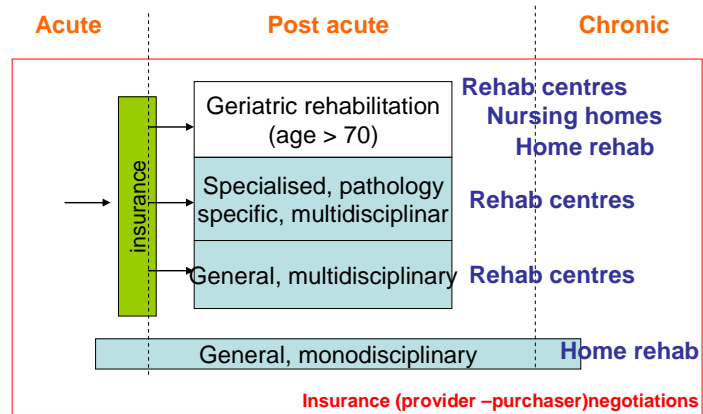 Acute
Post acute
Chronic
Geriatric rehabilitation
(age > 70)
Rehab centres
Nursing homes
Home rehab
insurance
Specialised, pathology
specific, multidisciplinar
Rehab centres
General, multidisciplinary
Rehab centres
General, monodisciplinary
Home rehab
Insurance (provider –purchaser)negotiations